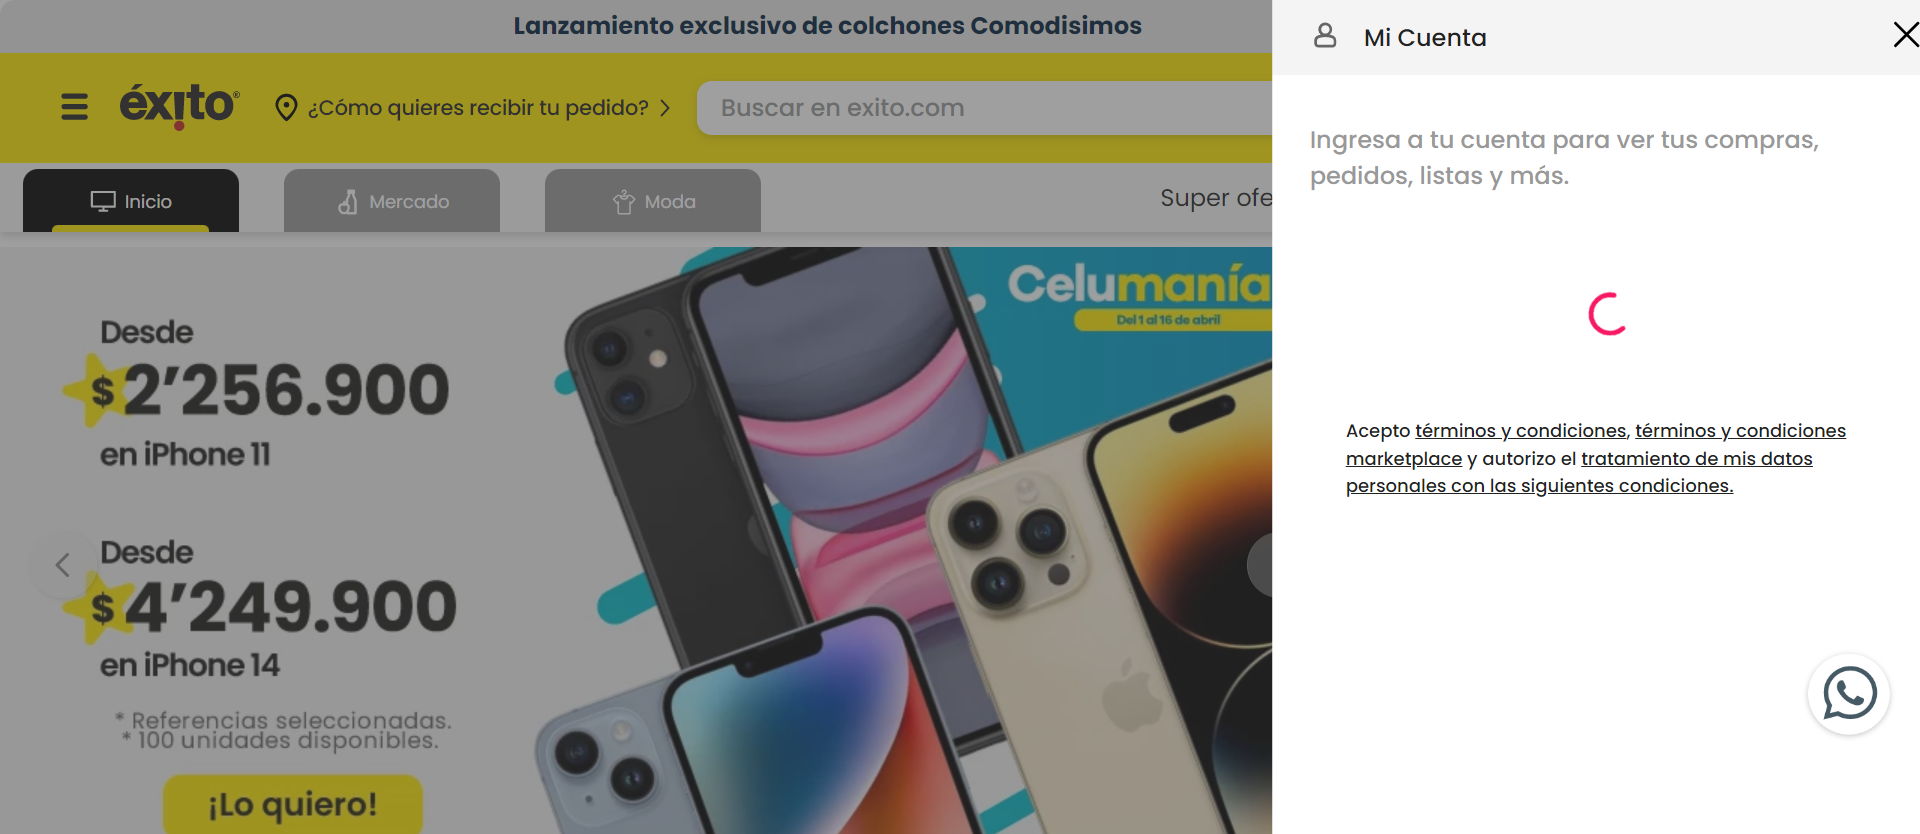 Lanzamiento exclusivo de colchones Comodisimos
éxito®
¿Cómo quieres recibir tu pedido?
Buscar en exito.com
Inicio
Mercado
Moda
Super ofe
Celumanía
Del 1 al 16 de abril
Desde
$2'256.900
en iPhone 11
Desde
$4'249.900
en iPhone 14
* Referencias seleccionadas.
* 100 unidades disponibles.
¡Lo quiero!
Mi Cuenta
Ingresa a tu cuenta para ver tus compras,
pedidos, listas y más.
Acepto términos y condiciones, términos y condiciones
marketplace y autorizo el tratamiento de mis datos
personales con las siguientes condiciones.